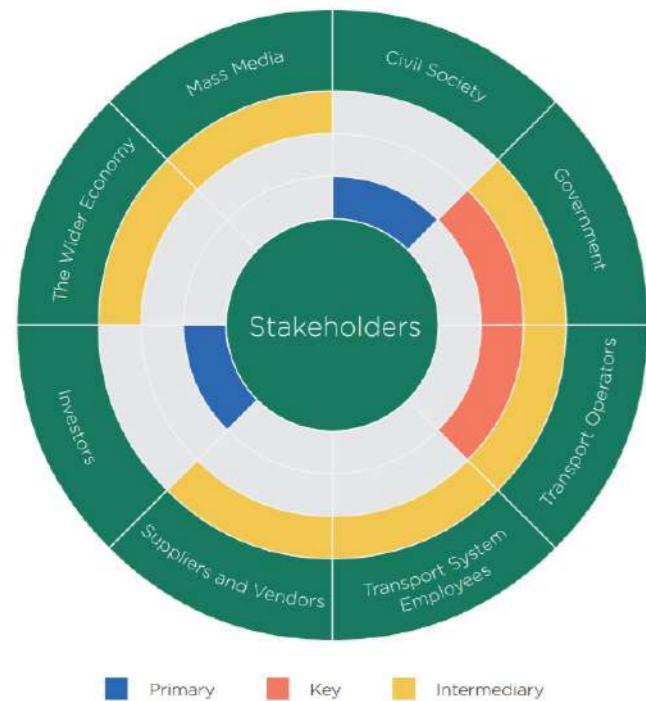 Mass Media
Civil Society
The Wider Economy
Government
Stakeholders
Investors
Transport Operators
Suppliers and Vendors
Transport System
Employees
Primary
Key
Intermediary